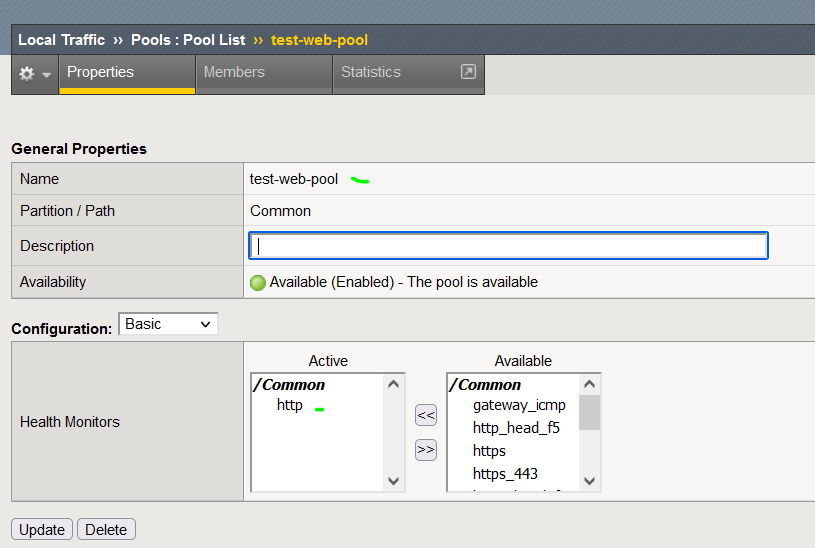 Local Traffic ›› Pools : Pool List ›› test-web-pool
Properties Members Statistics
General Properties
Name test-web-pool
Partition / Path Common
Description
Availability Available (Enabled) - The pool is available
Configuration: Basic
Active Available
/Common /Common
http gateway_icmp
<< http_head_f5
Health Monitors https
>> https_443
Update Delete